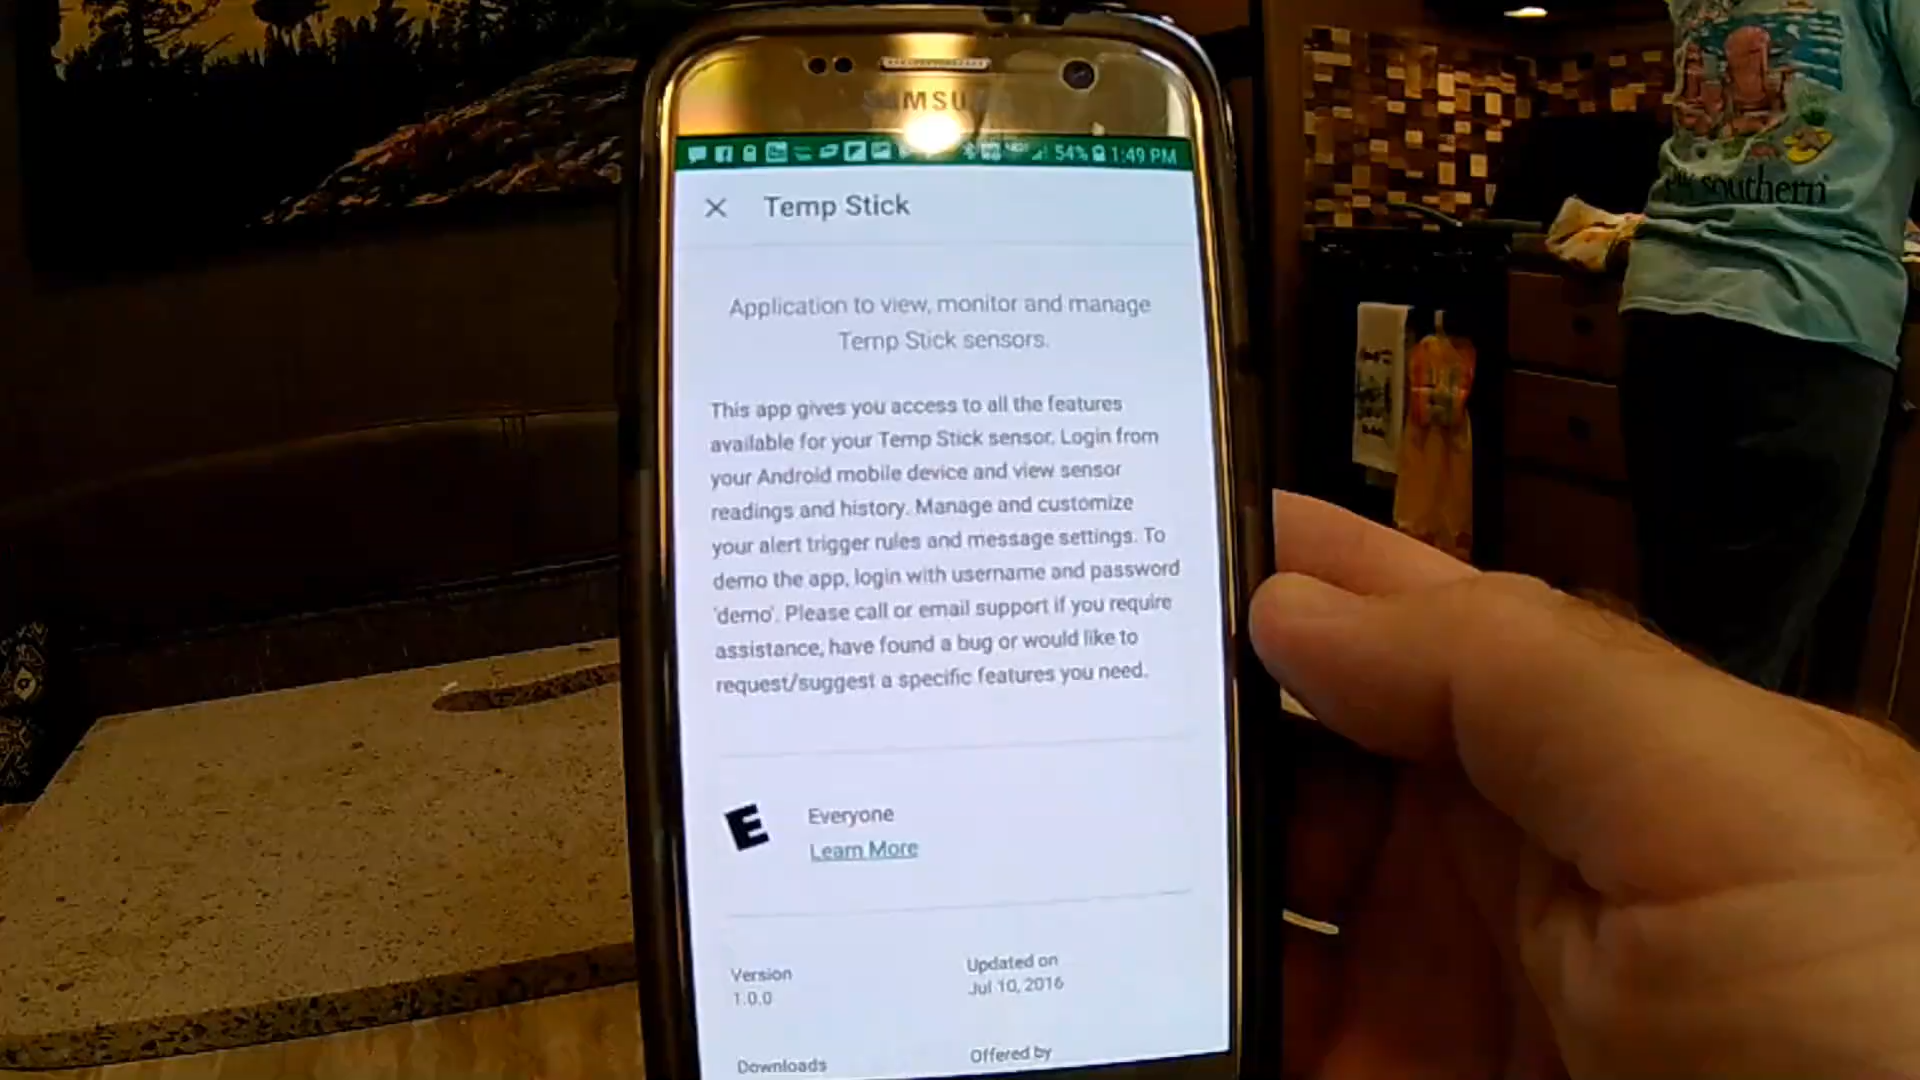 SAMSU
54% 1:49 PM
Temp Stick
Application to view, monitor and manage
Temp Stick sensors.
This app gives you access to all the features
available for your Temp Stick sensor. Login from
your Android mobile device and view sensor
readings and history. Manage and customize
your alert trigger rules and message settings. To
demo the app, login with username and password
'demo'. Please call or email support if you require
assistance, have found a bug or would like to
request/suggest a specific features you need.
E
Everyone
Learn More
Version
1.0.0
Updated on
Jul 10, 2016
Downloads
Offered by
southern